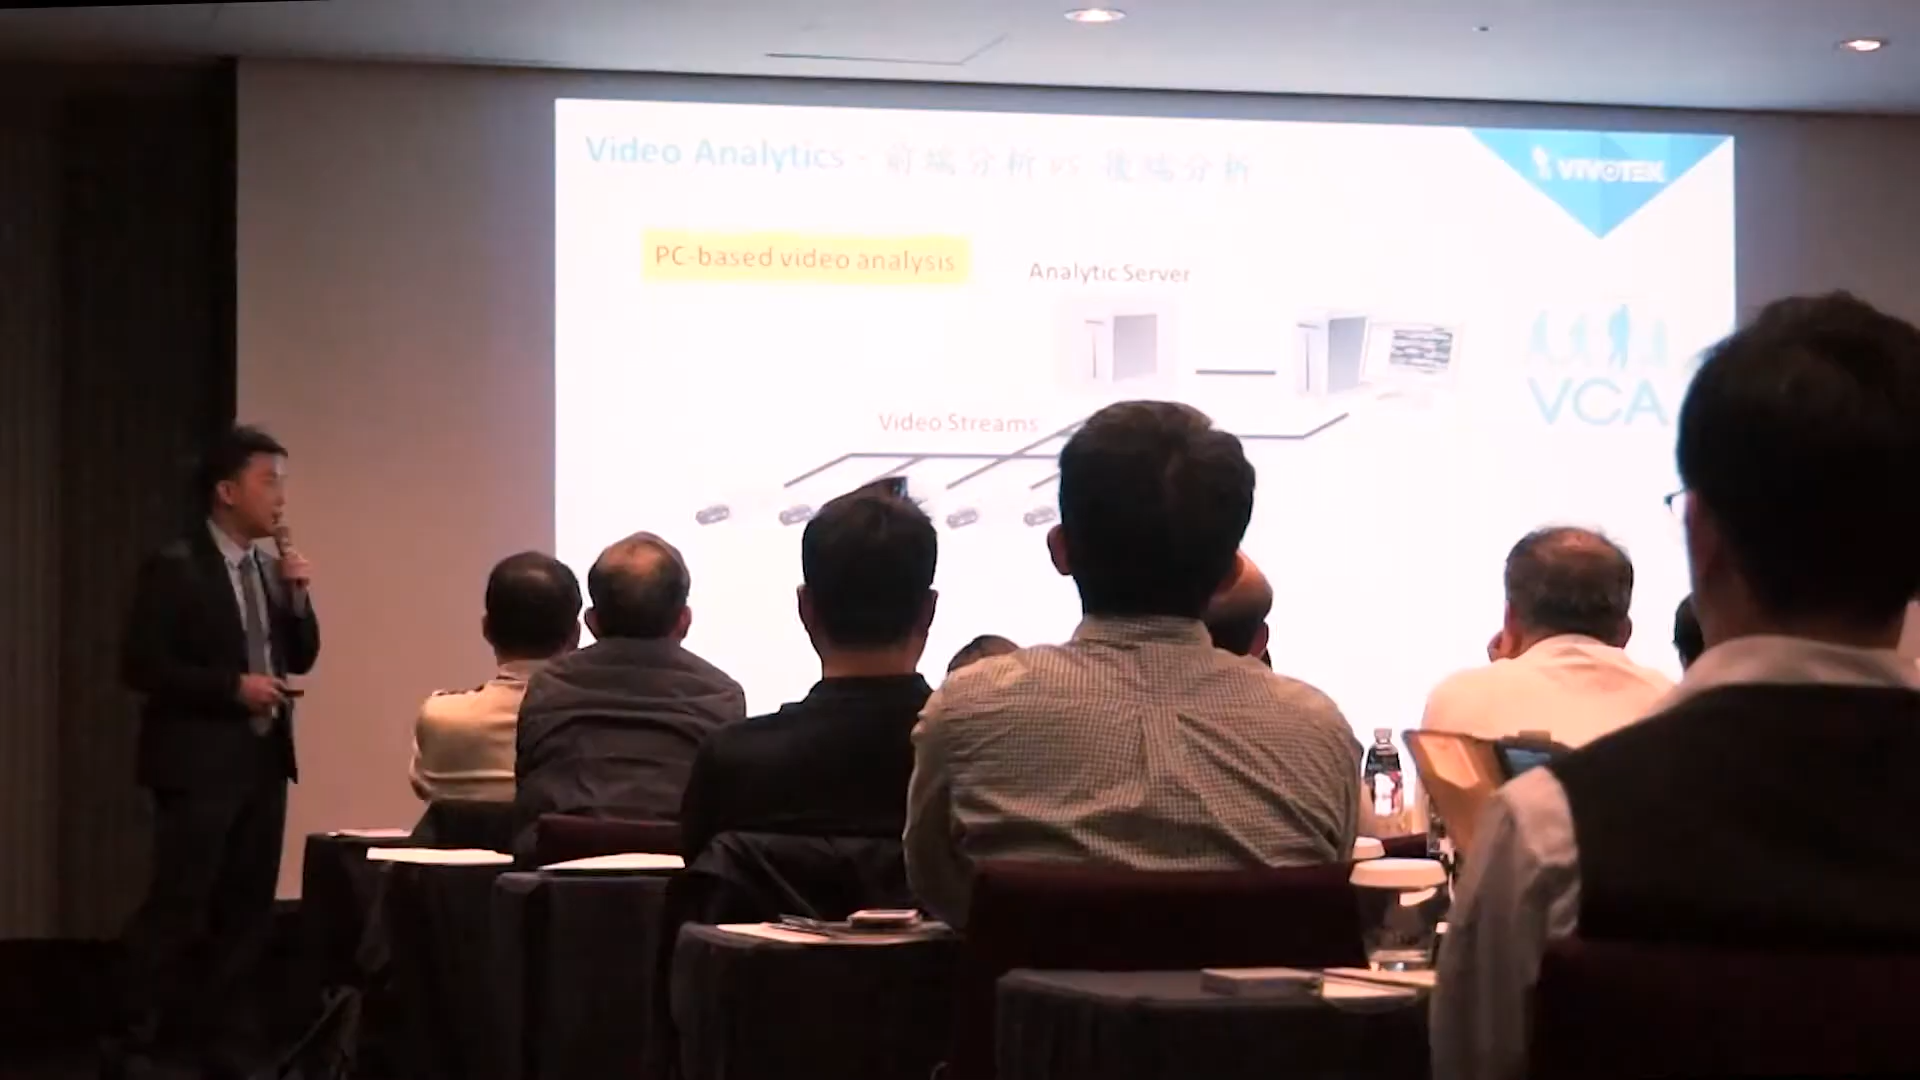 Video Analytics - 前端分析 vs 後端分析
VIVOTEK
PC-based video analysis
Analytic Server
VCA
Video Streams